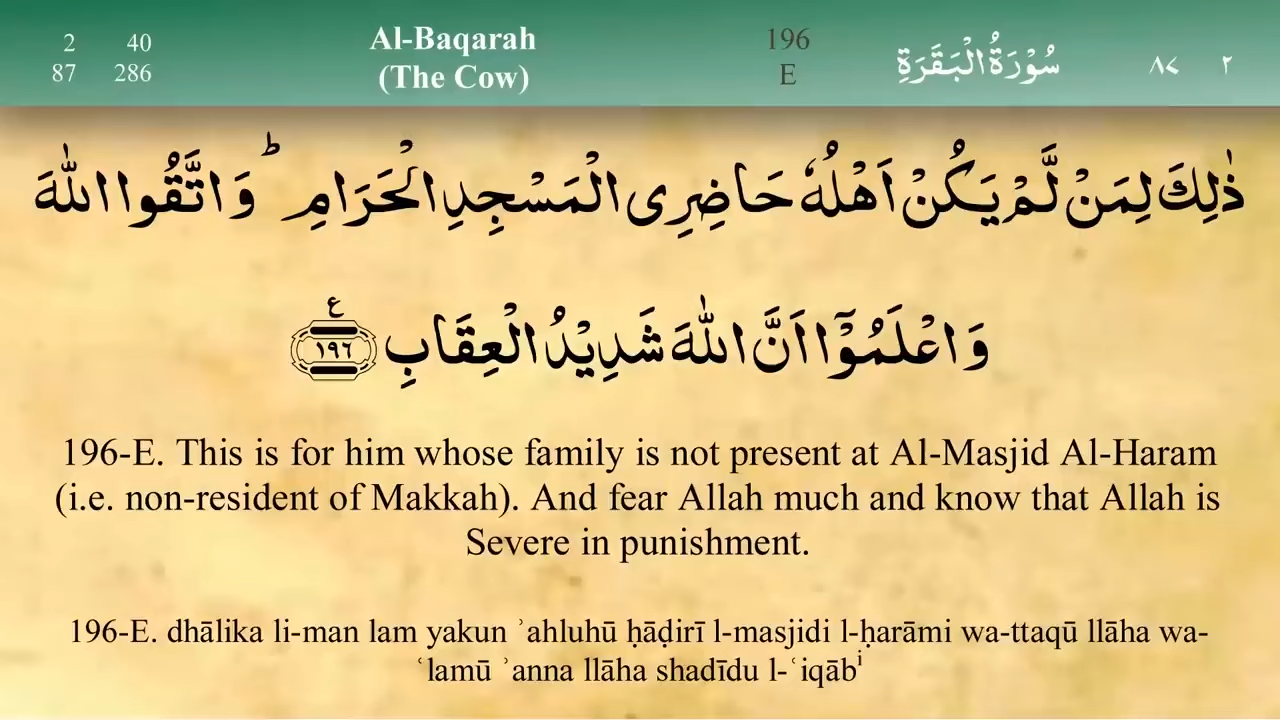 2 40 Al-Baqarah 196 سُوْرَةُ الْبَقَرَةِ ٨٧ ٢
87 286 (The Cow) E
ذٰلِكَ لِمَنْ لَّمْ يَكُنْ اَهْلُهٗ حَاضِرِى الْمَسْجِدِ الْحَرَامِ ؕ وَاتَّقُوا اللّٰهَ
وَاعْلَمُوْٓا اَنَّ اللّٰهَ شَدِيْدُ الْعِقَابِ ع ١٩٦
196-E. This is for him whose family is not present at Al-Masjid Al-Haram
(i.e. non-resident of Makkah). And fear Allah much and know that Allah is
Severe in punishment.
196-E. dhālika li-man lam yakun ʾahluhū ḥāḍirī l-masjidi l-ḥarāmi wa-ttaqū llāha wa-
ʿlamū ʾanna llāha shadīdu l-ʿiqābⁱ